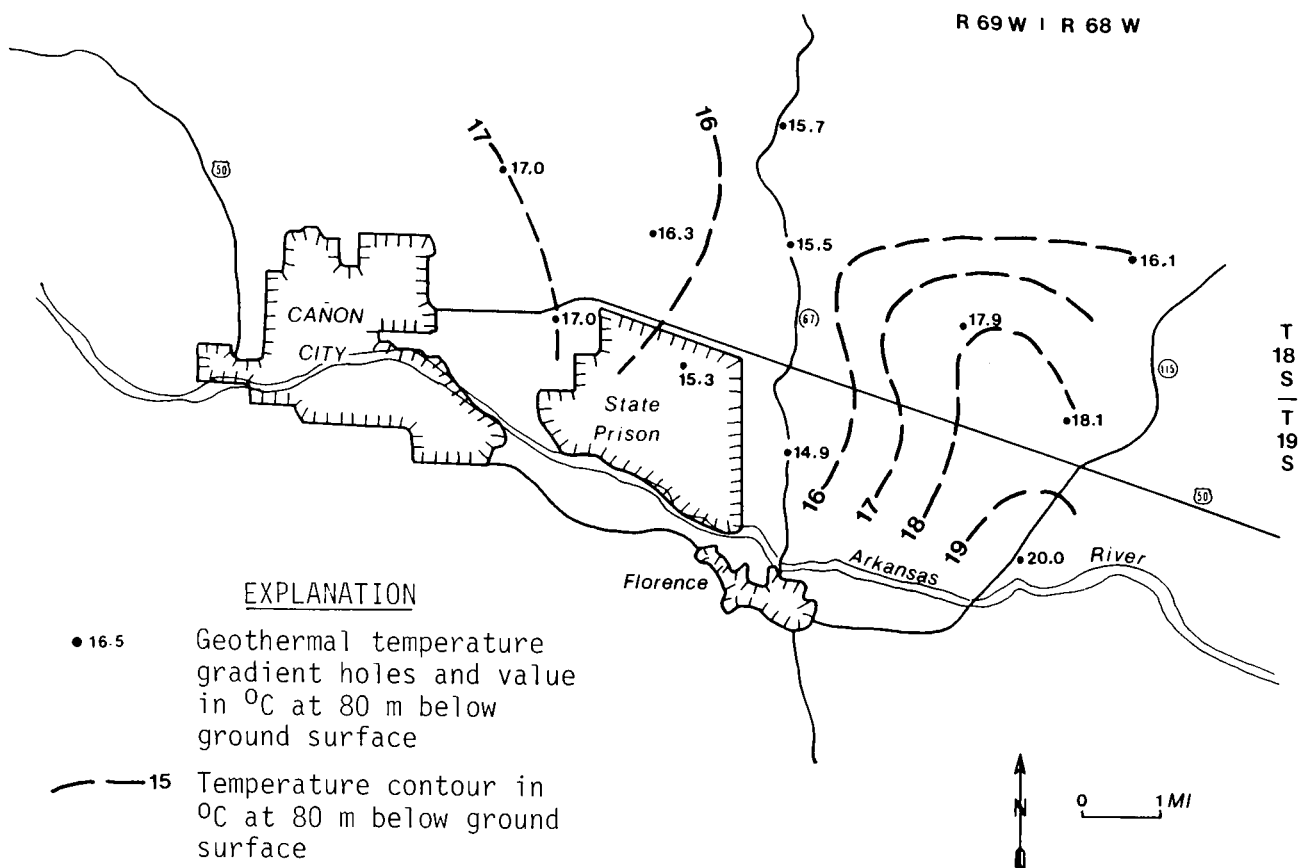 R 69 W | R 68 W
16
15.7
17
17.0
50
16.3
15.5
16.1
CAÑON
CITY
17.0
67
17.9
T
18
S
T
19
S
115
15.3
State
Prison
18.1
14.9
16
17
18
19
50
Arkansas River
20.0
Florence
EXPLANATION
16.5 Geothermal temperature
gradient holes and value
in °C at 80 m below
ground surface
15 Temperature contour in
°C at 80 m below ground
surface
N
0 1 MI